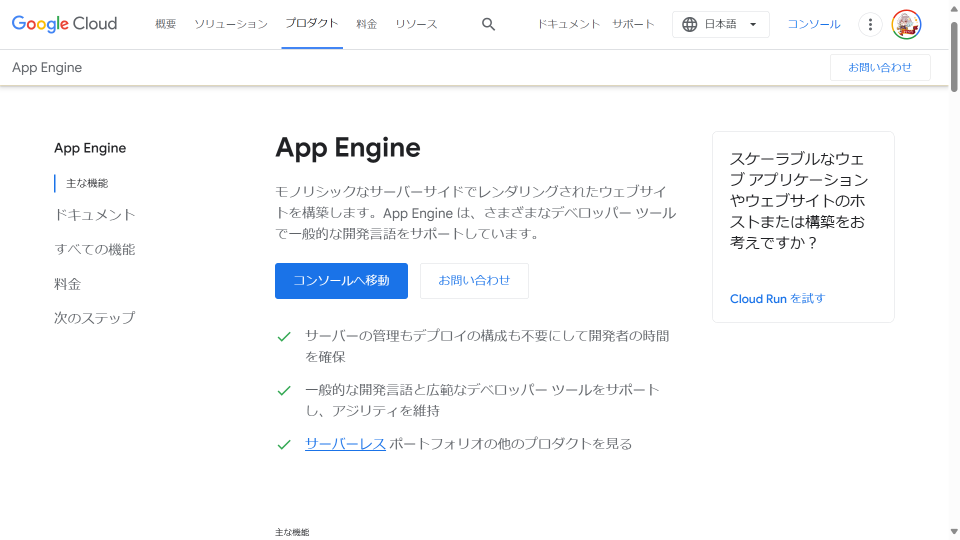 Google Cloud
概要
ソリューション
プロダクト
料金
リソース
ドキュメント
サポート
日本語
コンソール
App Engine
お問い合わせ
App Engine
主な機能
ドキュメント
すべての機能
料金
次のステップ
App Engine
モノリシックなサーバーサイドでレンダリングされたウェブサイ
トを構築します。App Engine は、さまざまなデベロッパー ツール
で一般的な開発言語をサポートしています。
コンソールへ移動
お問い合わせ
サーバーの管理もデプロイの構成も不要にして開発者の時間
を確保
一般的な開発言語と広範なデベロッパー ツールをサポート
し、アジリティを維持
サーバーレス ポートフォリオの他のプロダクトを見る
スケーラブルなウェ
ブ アプリケーション
やウェブサイトのホ
ストまたは構築をお
考えですか？
Cloud Run を試す
主な機能